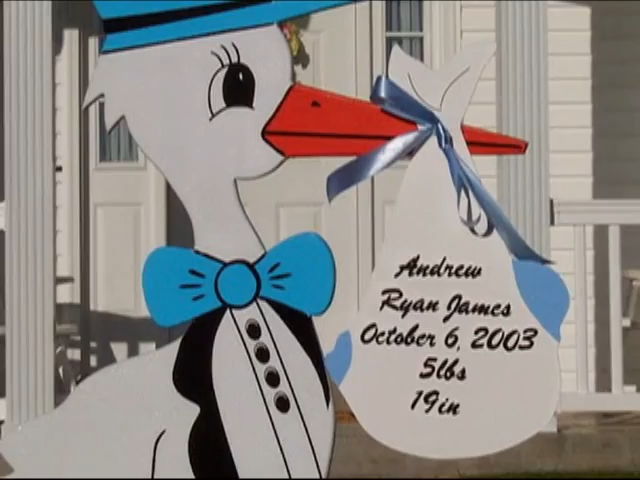 Andrew
Ryan James
October 6, 2003
5lbs
19in